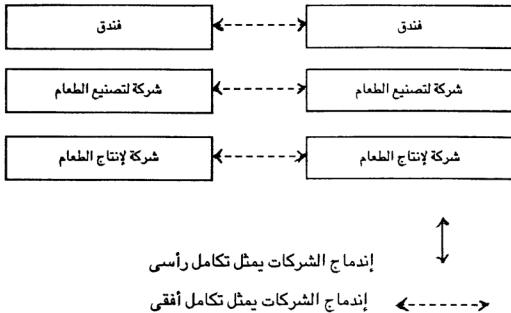 فندق
فندق
شركة لتصنيع الطعام
شركة لتصنيع الطعام
شركة لإنتاج الطعام
شركة لإنتاج الطعام
إندماج الشركات يمثل تكامل رأسى
إندماج الشركات يمثل تكامل أفقى